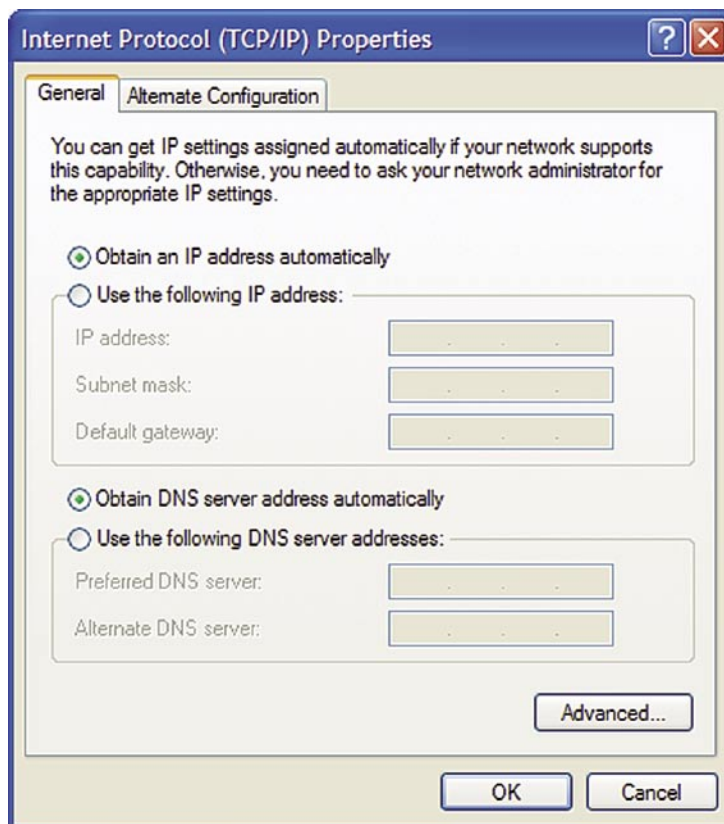 Internet Protocol (TCP/IP) Properties
?
General
Alternate Configuration
You can get IP settings assigned automatically if your network supports
this capability. Otherwise, you need to ask your network administrator for
the appropriate IP settings.
Obtain an IP address automatically
Use the following IP address:
IP address:
Subnet mask:
Default gateway:
Obtain DNS server address automatically
Use the following DNS server addresses:
Preferred DNS server:
Alternate DNS server:
Advanced...
OK
Cancel